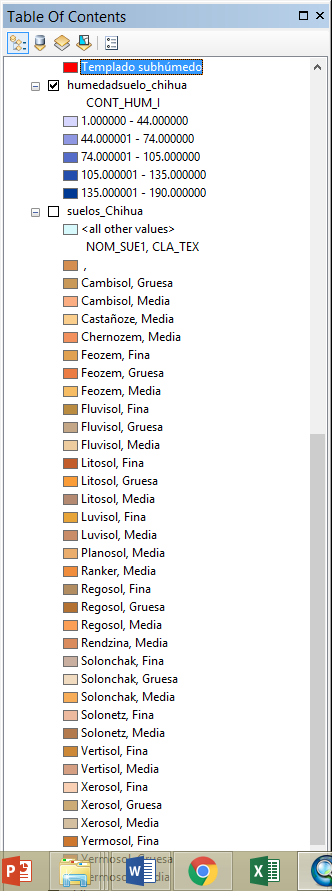 Table Of Contents
Templado subhúmedo
humedadsuelo_chihua
CONT_HUM_I
1.000000 - 44.000000
44.000001 - 74.000000
74.000001 - 105.000000
105.000001 - 135.000000
135.000001 - 190.000000
suelos_Chihua
<all other values>
NOM_SUE1, CLA_TEX
,
Cambisol, Gruesa
Cambisol, Media
Castañoze, Media
Chernozem, Media
Feozem, Fina
Feozem, Gruesa
Feozem, Media
Fluvisol, Fina
Fluvisol, Gruesa
Fluvisol, Media
Litosol, Fina
Litosol, Gruesa
Litosol, Media
Luvisol, Fina
Luvisol, Media
Planosol, Media
Ranker, Media
Regosol, Fina
Regosol, Gruesa
Regosol, Media
Rendzina, Media
Solonchak, Fina
Solonchak, Gruesa
Solonchak, Media
Solonetz, Fina
Solonetz, Media
Vertisol, Fina
Vertisol, Media
Xerosol, Fina
Xerosol, Gruesa
Xerosol, Media
Yermosol, Fina
Yermosol, Gruesa
Yermosol, Media